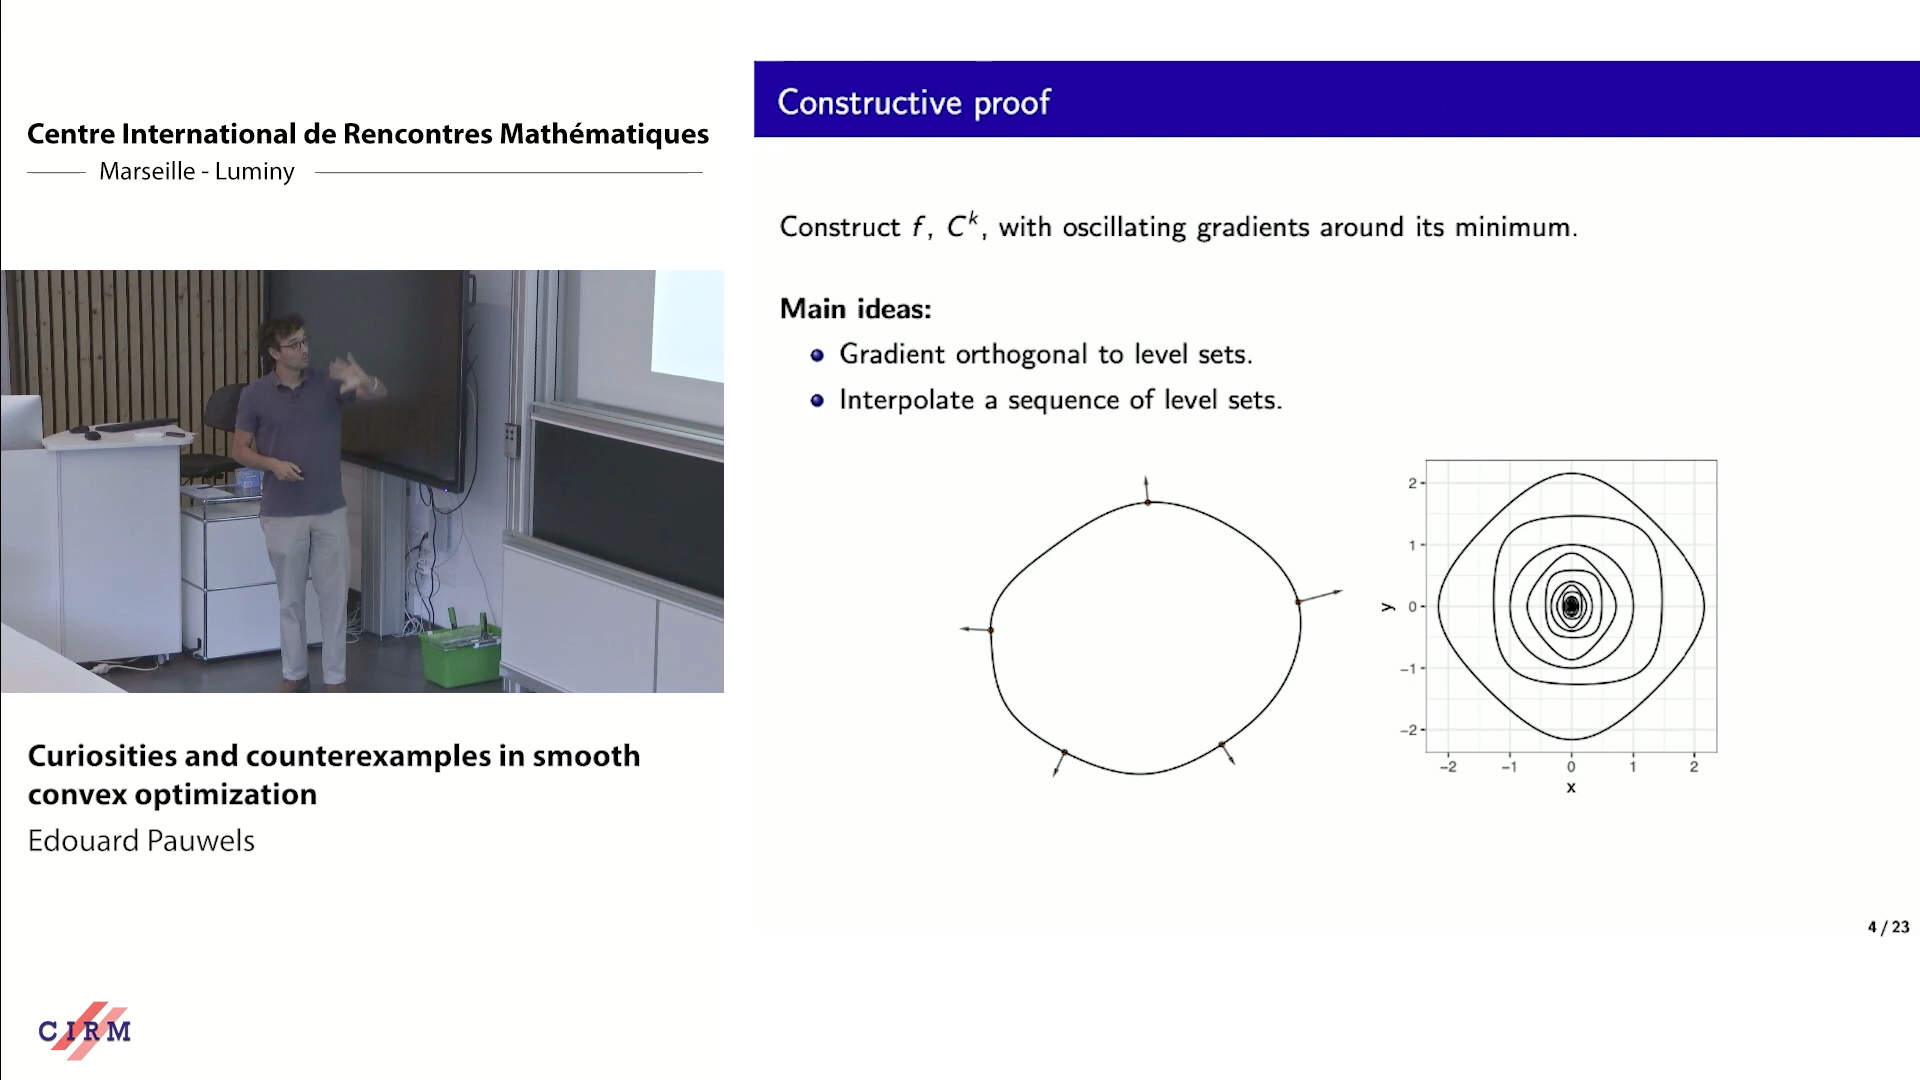 Centre International de Rencontres Mathématiques
Marseille - Luminy
Curiosities and counterexamples in smooth
convex optimization
Edouard Pauwels
CIRM
Constructive proof
Construct f, C^k, with oscillating gradients around its minimum.
Main ideas:
Gradient orthogonal to level sets.
Interpolate a sequence of level sets.
2
1
0
−1
−2
y
−2 −1 0 1 2
x
4 / 23